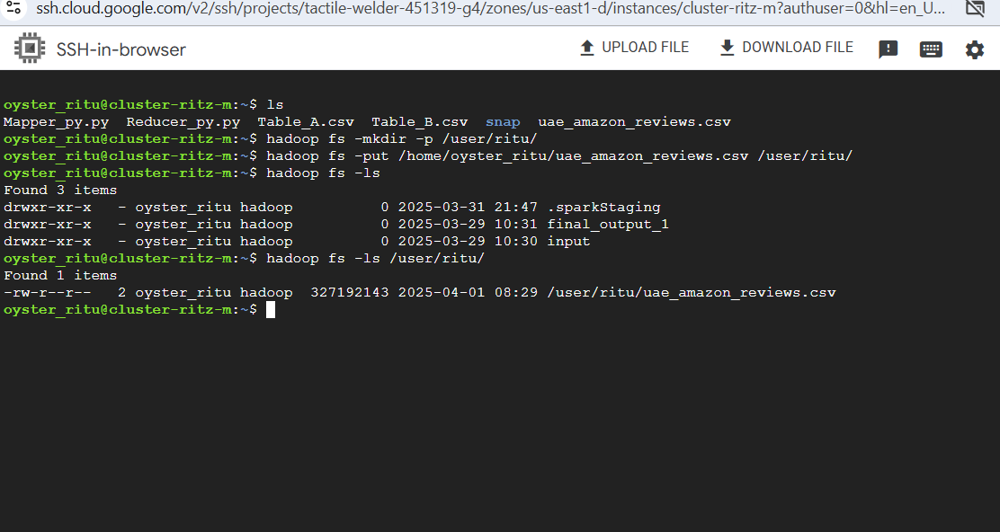 ssh.cloud.google.com/v2/ssh/projects/tactile-welder-451319-g4/zones/us-east1-d/instances/cluster-ritz-m?authuser=0&hl=en_U...
SSH-in-browser
UPLOAD FILE
DOWNLOAD FILE
oyster_ritu@cluster-ritz-m:~$ ls
Mapper_py.py  Reducer_py.py  Table_A.csv  Table_B.csv  snap  uae_amazon_reviews.csv
oyster_ritu@cluster-ritz-m:~$ hadoop fs -mkdir -p /user/ritu/
oyster_ritu@cluster-ritz-m:~$ hadoop fs -put /home/oyster_ritu/uae_amazon_reviews.csv /user/ritu/
oyster_ritu@cluster-ritz-m:~$ hadoop fs -ls
Found 3 items
drwxr-xr-x   - oyster_ritu hadoop          0 2025-03-31 21:47 .sparkStaging
drwxr-xr-x   - oyster_ritu hadoop          0 2025-03-29 10:31 final_output_1
drwxr-xr-x   - oyster_ritu hadoop          0 2025-03-29 10:30 input
oyster_ritu@cluster-ritz-m:~$ hadoop fs -ls /user/ritu/
Found 1 items
-rw-r--r--   2 oyster_ritu hadoop  327192143 2025-04-01 08:29 /user/ritu/uae_amazon_reviews.csv
oyster_ritu@cluster-ritz-m:~$